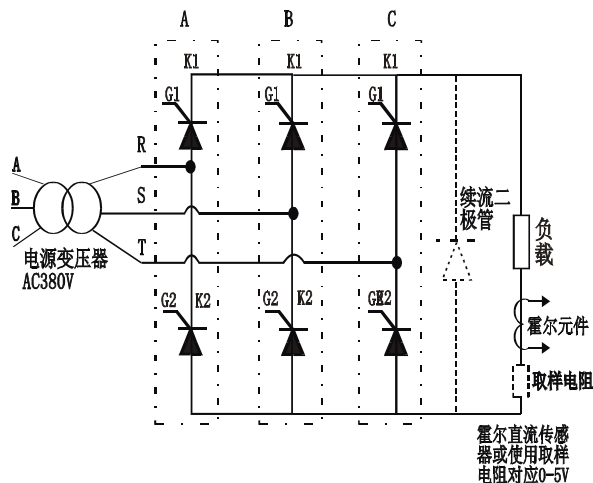 A B C
K1 K1 K1
G1 G1 G1
R
A
B
C
S
T
电源变压器
AC380V
续流二
极管
负
载
G2 K2 G2 K2 G2 K2
霍尔元件
取样电阻
霍尔直流传感
器或使用取样
电阻对应0-5V